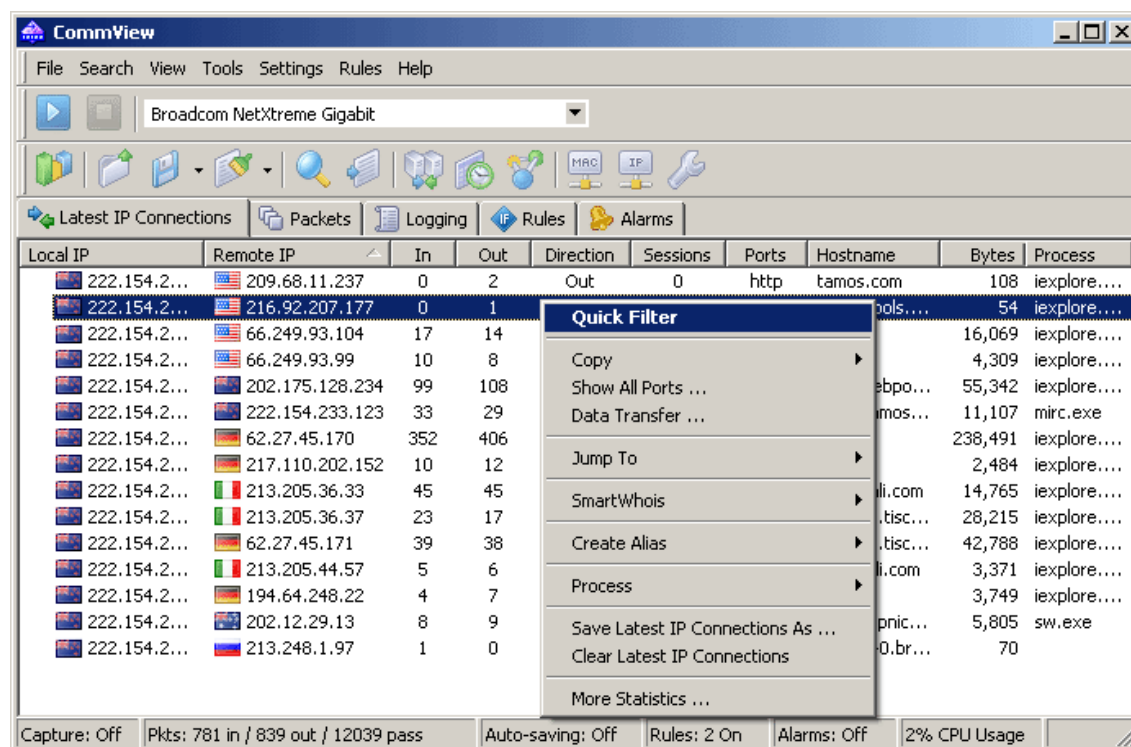 CommView
File Search View Tools Settings Rules Help
Broadcom NetXtreme Gigabit
MAC IP
Latest IP Connections Packets Logging IF Rules Alarms
Local IP Remote IP In Out Direction Sessions Ports Hostname Bytes Process
222.154.2... 209.68.11.237 0 2 Out 0 http tamos.com 108 iexplore....
222.154.2... 216.92.207.177 0 1 ools.... 54 iexplore....
222.154.2... 66.249.93.104 17 14 16,069 iexplore....
222.154.2... 66.249.93.99 10 8 4,309 iexplore....
222.154.2... 202.175.128.234 99 108 ebpo... 55,342 iexplore....
222.154.2... 222.154.233.123 33 29 mos... 11,107 mirc.exe
222.154.2... 62.27.45.170 352 406 238,491 iexplore....
222.154.2... 217.110.202.152 10 12 2,484 iexplore....
222.154.2... 213.205.36.33 45 45 li.com 14,765 iexplore....
222.154.2... 213.205.36.37 23 17 .tisc... 28,215 iexplore....
222.154.2... 62.27.45.171 39 38 .tisc... 42,788 iexplore....
222.154.2... 213.205.44.57 5 6 li.com 3,371 iexplore....
222.154.2... 194.64.248.22 4 7 3,749 iexplore....
222.154.2... 202.12.29.13 8 9 pnic... 5,805 sw.exe
222.154.2... 213.248.1.97 1 0 0.br... 70
Quick Filter
Copy
Show All Ports ...
Data Transfer ...
Jump To
SmartWhois
Create Alias
Process
Save Latest IP Connections As ...
Clear Latest IP Connections
More Statistics ...
Capture: Off Pkts: 781 in / 839 out / 12039 pass Auto-saving: Off Rules: 2 On Alarms: Off 2% CPU Usage